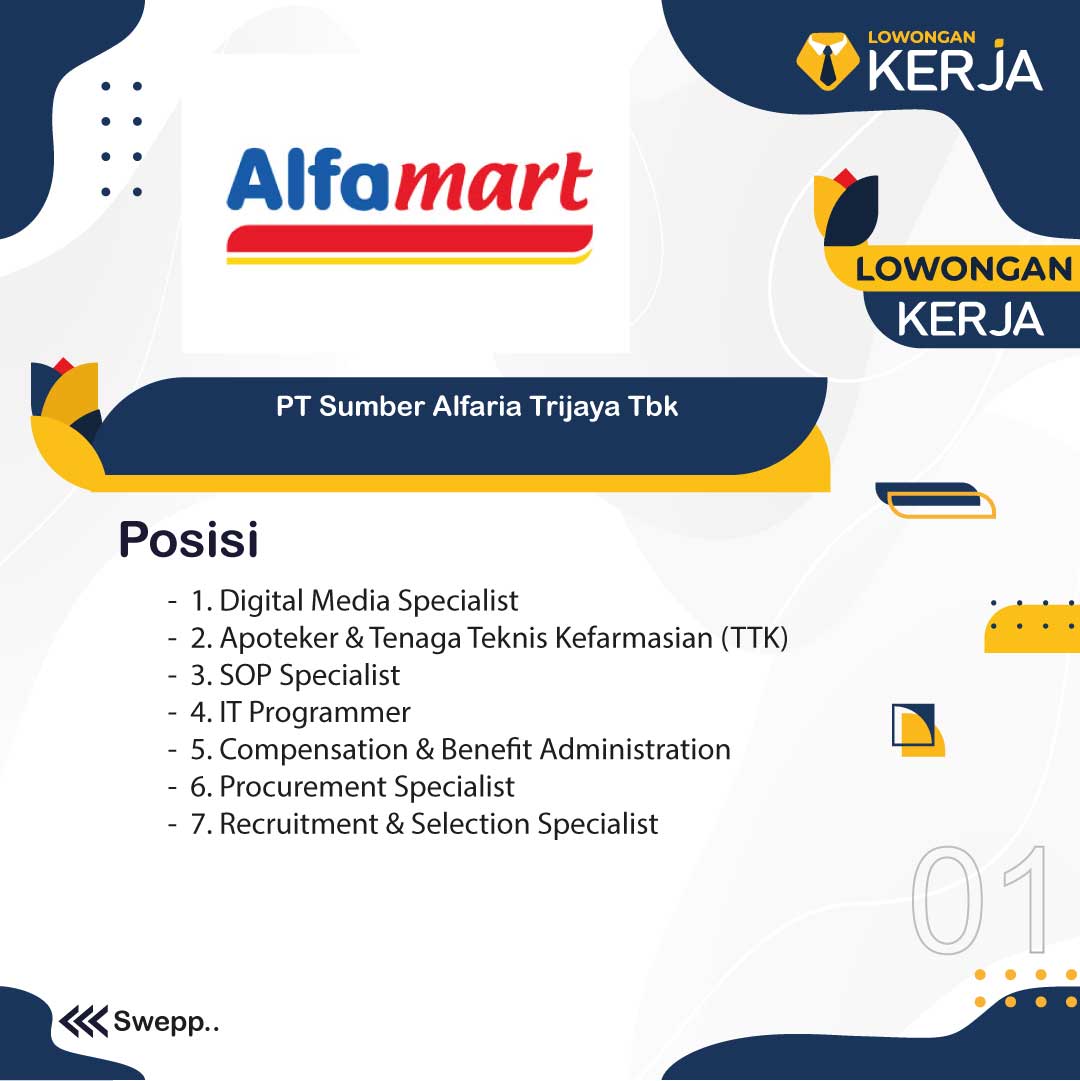 LOWONGAN
KERJA
Alfamart
LOWONGAN
KERJA
PT Sumber Alfaria Trijaya Tbk
Posisi
- 1. Digital Media Specialist
- 2. Apoteker & Tenaga Teknis Kefarmasian (TTK)
- 3. SOP Specialist
- 4. IT Programmer
- 5. Compensation & Benefit Administration
- 6. Procurement Specialist
- 7. Recruitment & Selection Specialist
01
Swepp..